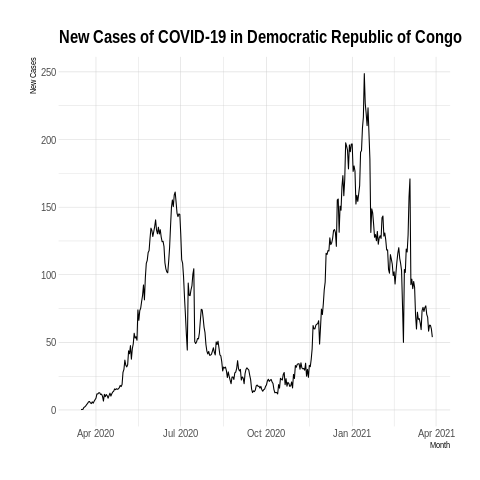 New Cases of COVID-19 in Democratic Republic of Congo
New Cases
250
200
150
100
50
0
Apr 2020 Jul 2020 Oct 2020 Jan 2021 Apr 2021
Month